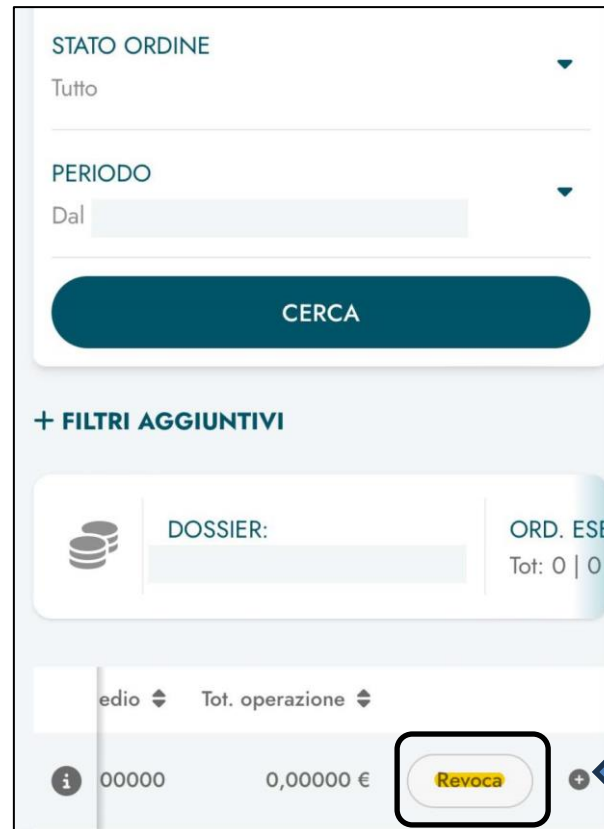 STATO ORDINE
Tutto
PERIODO
Dal
CERCA
+ FILTRI AGGIUNTIVI
DOSSIER:
ORD. ESE
Tot: 0 | 0
edio Tot. operazione
00000 0,00000 € Revoca